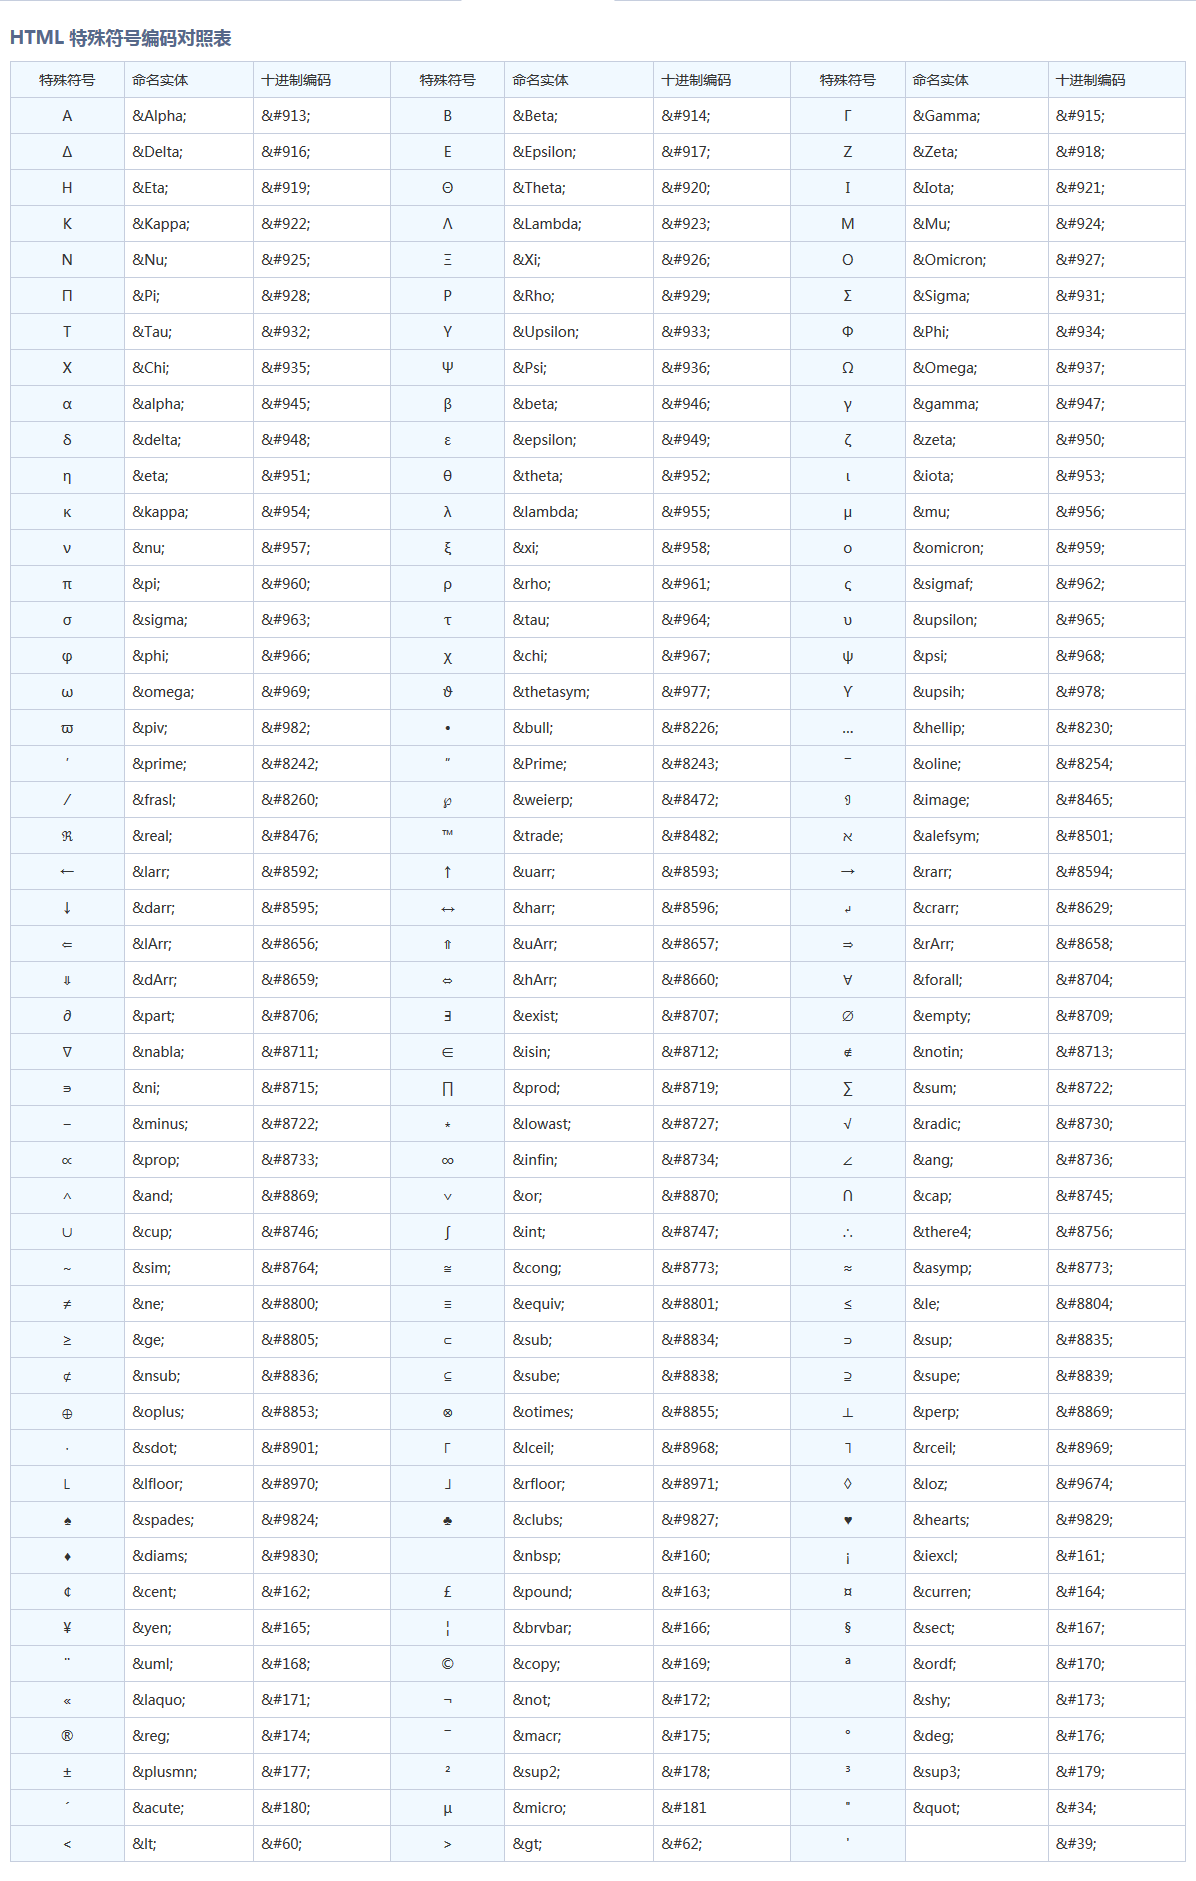 HTML 特殊符号编码对照表
特殊符号 命名实体 十进制编码 特殊符号 命名实体 十进制编码 特殊符号 命名实体 十进制编码
Α &Alpha; &#913; Β &Beta; &#914; Γ &Gamma; &#915;
Δ &Delta; &#916; Ε &Epsilon; &#917; Ζ &Zeta; &#918;
Η &Eta; &#919; Θ &Theta; &#920; Ι &Iota; &#921;
Κ &Kappa; &#922; Λ &Lambda; &#923; Μ &Mu; &#924;
Ν &Nu; &#925; Ξ &Xi; &#926; Ο &Omicron; &#927;
Π &Pi; &#928; Ρ &Rho; &#929; Σ &Sigma; &#931;
Τ &Tau; &#932; Υ &Upsilon; &#933; Φ &Phi; &#934;
Χ &Chi; &#935; Ψ &Psi; &#936; Ω &Omega; &#937;
α &alpha; &#945; β &beta; &#946; γ &gamma; &#947;
δ &delta; &#948; ε &epsilon; &#949; ζ &zeta; &#950;
η &eta; &#951; θ &theta; &#952; ι &iota; &#953;
κ &kappa; &#954; λ &lambda; &#955; μ &mu; &#956;
ν &nu; &#957; ξ &xi; &#958; ο &omicron; &#959;
π &pi; &#960; ρ &rho; &#961; ς &sigmaf; &#962;
σ &sigma; &#963; τ &tau; &#964; υ &upsilon; &#965;
φ &phi; &#966; χ &chi; &#967; ψ &psi; &#968;
ω &omega; &#969; ϑ &thetasym; &#977; ϒ &upsih; &#978;
ϖ &piv; &#982; • &bull; &#8226; … &hellip; &#8230;
′ &prime; &#8242; ″ &Prime; &#8243; ‾ &oline; &#8254;
⁄ &frasl; &#8260; ℘ &weierp; &#8472; ℑ &image; &#8465;
ℜ &real; &#8476; ™ &trade; &#8482; ℵ &alefsym; &#8501;
← &larr; &#8592; ↑ &uarr; &#8593; → &rarr; &#8594;
↓ &darr; &#8595; ↔ &harr; &#8596; ↵ &crarr; &#8629;
⇐ &lArr; &#8656; ⇑ &uArr; &#8657; ⇒ &rArr; &#8658;
⇓ &dArr; &#8659; ⇔ &hArr; &#8660; ∀ &forall; &#8704;
∂ &part; &#8706; ∃ &exist; &#8707; ∅ &empty; &#8709;
∇ &nabla; &#8711; ∈ &isin; &#8712; ∉ &notin; &#8713;
∋ &ni; &#8715; ∏ &prod; &#8719; ∑ &sum; &#8722;
− &minus; &#8722; ∗ &lowast; &#8727; √ &radic; &#8730;
∝ &prop; &#8733; ∞ &infin; &#8734; ∠ &ang; &#8736;
∧ &and; &#8869; ∨ &or; &#8870; ∩ &cap; &#8745;
∪ &cup; &#8746; ∫ &int; &#8747; ∴ &there4; &#8756;
∼ &sim; &#8764; ≅ &cong; &#8773; ≈ &asymp; &#8773;
≠ &ne; &#8800; ≡ &equiv; &#8801; ≤ &le; &#8804;
≥ &ge; &#8805; ⊂ &sub; &#8834; ⊃ &sup; &#8835;
⊄ &nsub; &#8836; ⊆ &sube; &#8838; ⊇ &supe; &#8839;
⊕ &oplus; &#8853; ⊗ &otimes; &#8855; ⊥ &perp; &#8869;
⋅ &sdot; &#8901; ⌈ &lceil; &#8968; ⌉ &rceil; &#8969;
⌊ &lfloor; &#8970; ⌋ &rfloor; &#8971; ◊ &loz; &#9674;
♠ &spades; &#9824; ♣ &clubs; &#9827; ♥ &hearts; &#9829;
♦ &diams; &#9830; &nbsp; &#160; ¡ &iexcl; &#161;
¢ &cent; &#162; £ &pound; &#163; ¤ &curren; &#164;
¥ &yen; &#165; ¦ &brvbar; &#166; § &sect; &#167;
¨ &uml; &#168; © &copy; &#169; ª &ordf; &#170;
« &laquo; &#171; ¬ &not; &#172; &shy; &#173;
® &reg; &#174; ¯ &macr; &#175; ° &deg; &#176;
± &plusmn; &#177; ² &sup2; &#178; ³ &sup3; &#179;
´ &acute; &#180; µ &micro; &#181 " &quot; &#34;
< &lt; &#60; > &gt; &#62; ' &#39;